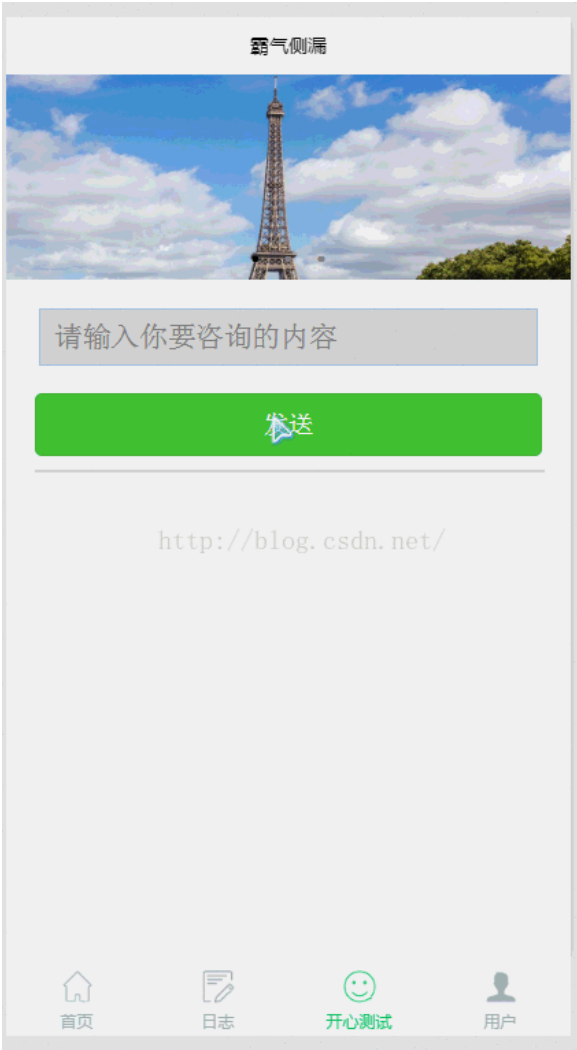 霸气侧漏
请输入你要咨询的内容
发送
http://blog.csdn.net/
首页
日志
开心测试
用户